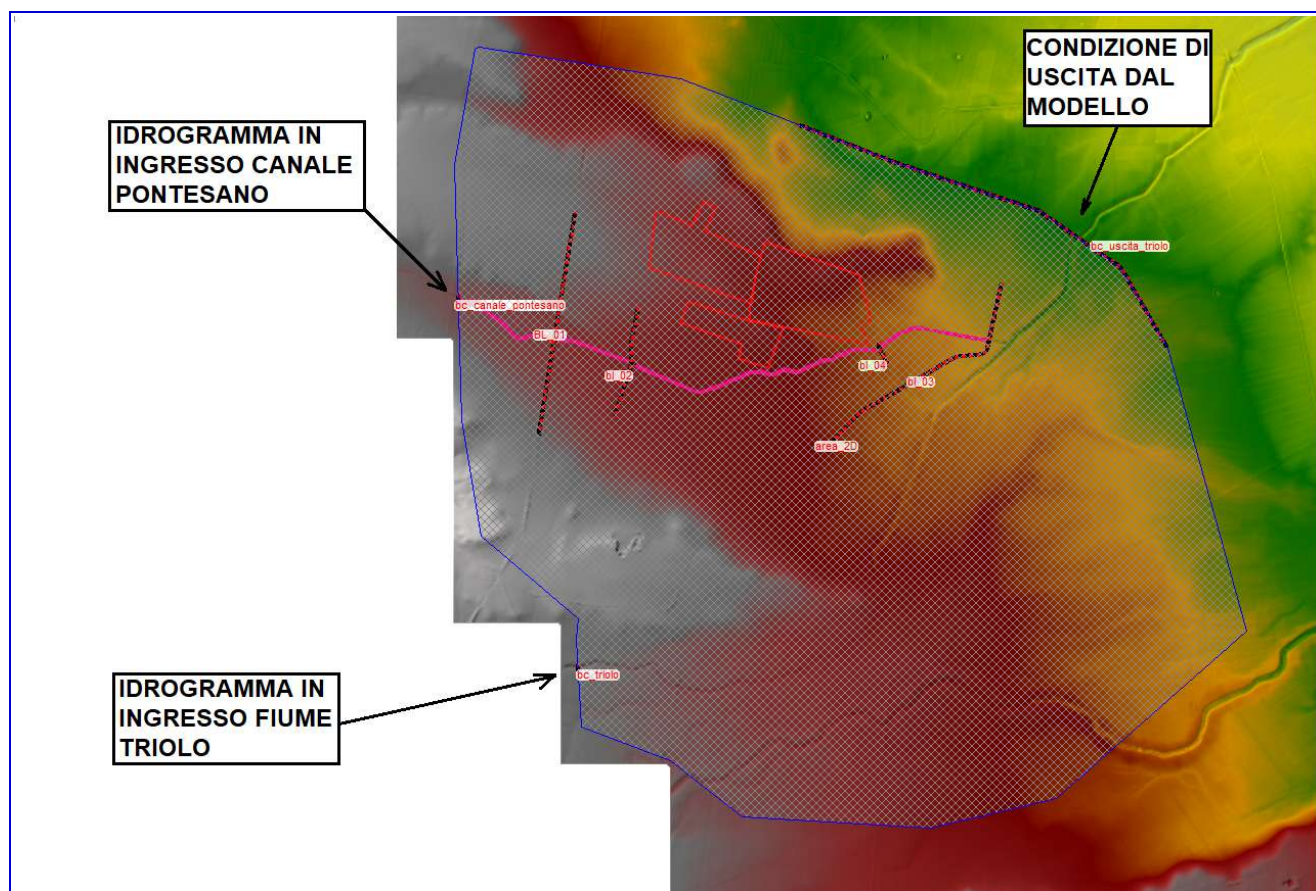 CONDIZIONE DI
USCITA DAL
MODELLO
IDROGRAMMA IN
INGRESSO CANALE
PONTESANO
bc_uscita_triolo
bc_canale_pontesano
BL_01
bl_02
bl_04
bl_03
area_2D
bc_triolo
IDROGRAMMA IN
INGRESSO FIUME
TRIOLO